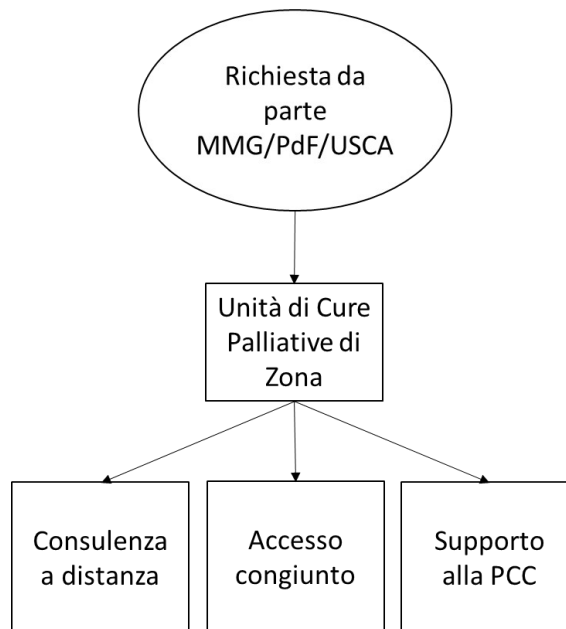 Richiesta da
parte
MMG/PdF/USCA
Unità di Cure
Palliative di
Zona
Consulenza
a distanza
Accesso
congiunto
Supporto
alla PCC